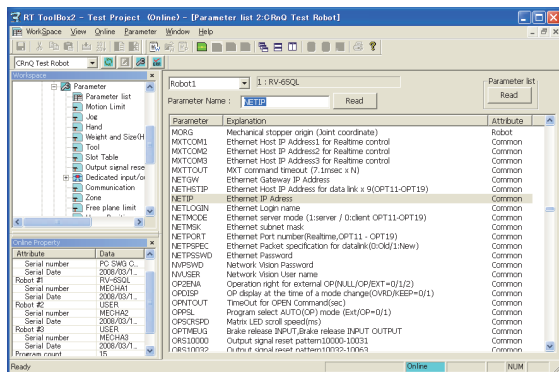 RT ToolBox2 - Test Project (Online) - [Parameter list 2:CRnQ Test Robot]
WorkSpace View Online Parameter Window Help
CRnQ Test Robot
Workspace
Parameter
Parameter list
Motion Limit
Jog
Hand
Weight and Size(H
Tool
Slot Table
Output signal rese
Dedicated input/o
Communication
Zone
Free plane limit
Online Property
Attribute Data
Serial number PC SWG C...
Serial Date 2008/03/1...
Robot #1 RV-6SQL
Serial number MECHA1
Serial Date 2008/03/1...
Robot #2 USER
Serial number MECHA2
Serial Date 2008/03/1...
Robot #3 USER
Serial number MECHA3
Serial Date 2008/03/1...
Program count 15
Robot1 1 : RV-6SQL
Parameter list
Read
Parameter Name : NETIP Read
Parameter Explanation Attribute
MORG Mechanical stopper origin (Joint coordinate) Robot
MXTCOM1 Ethernet Host IP Address1 for Realtime control Common
MXTCOM2 Ethernet Host IP Address2 for Realtime control Common
MXTCOM3 Ethernet Host IP Address3 for Realtime control Common
MXTTOUT MXT command timeout (7.1msec x N) Common
NETGW Ethernet Gateway IP Address Common
NETHSTIP Ethernet Host IP Address for data link x 9(OPT11-OPT19) Common
NETIP Ethernet IP Adress Common
NETLOGIN Ethernet Login name Common
NETMODE Ethernet server mode (1:server / 0:client OPT11-OPT19) Common
NETMSK Ethernet subnet mask Common
NETPORT Ethernet Port number(Realtime,OPT11 - OPT19) Common
NETPSPEC Ethernet Packet specification for datalink(0:Old/1:New) Common
NETPSSWD Ethernet Password Common
NVPSWD Network Vision Password Common
NVUSER Network Vision User name Common
OP2ENA Operation right for external OP(NULL/OP/EXT=0/1/2) Common
OPDISP OP display at the time of a mode change(OVRD/KEEP=0/1) Common
OPNTOUT TimeOut for OPEN Command(sec) Common
OPPSL Program select AUTO(OP) mode (Ext/OP=0/1) Common
OPSCRSPD Matrix LED scroll speed(ms) Common
OPTMEUG Brake release INPUT,Brake release INPUT OUTPUT Common
ORS10000 Output signal reset pattern10000-10031 Common
ORS10032 Output signal reset pattern10032-10063 Common
Ready Online NUM